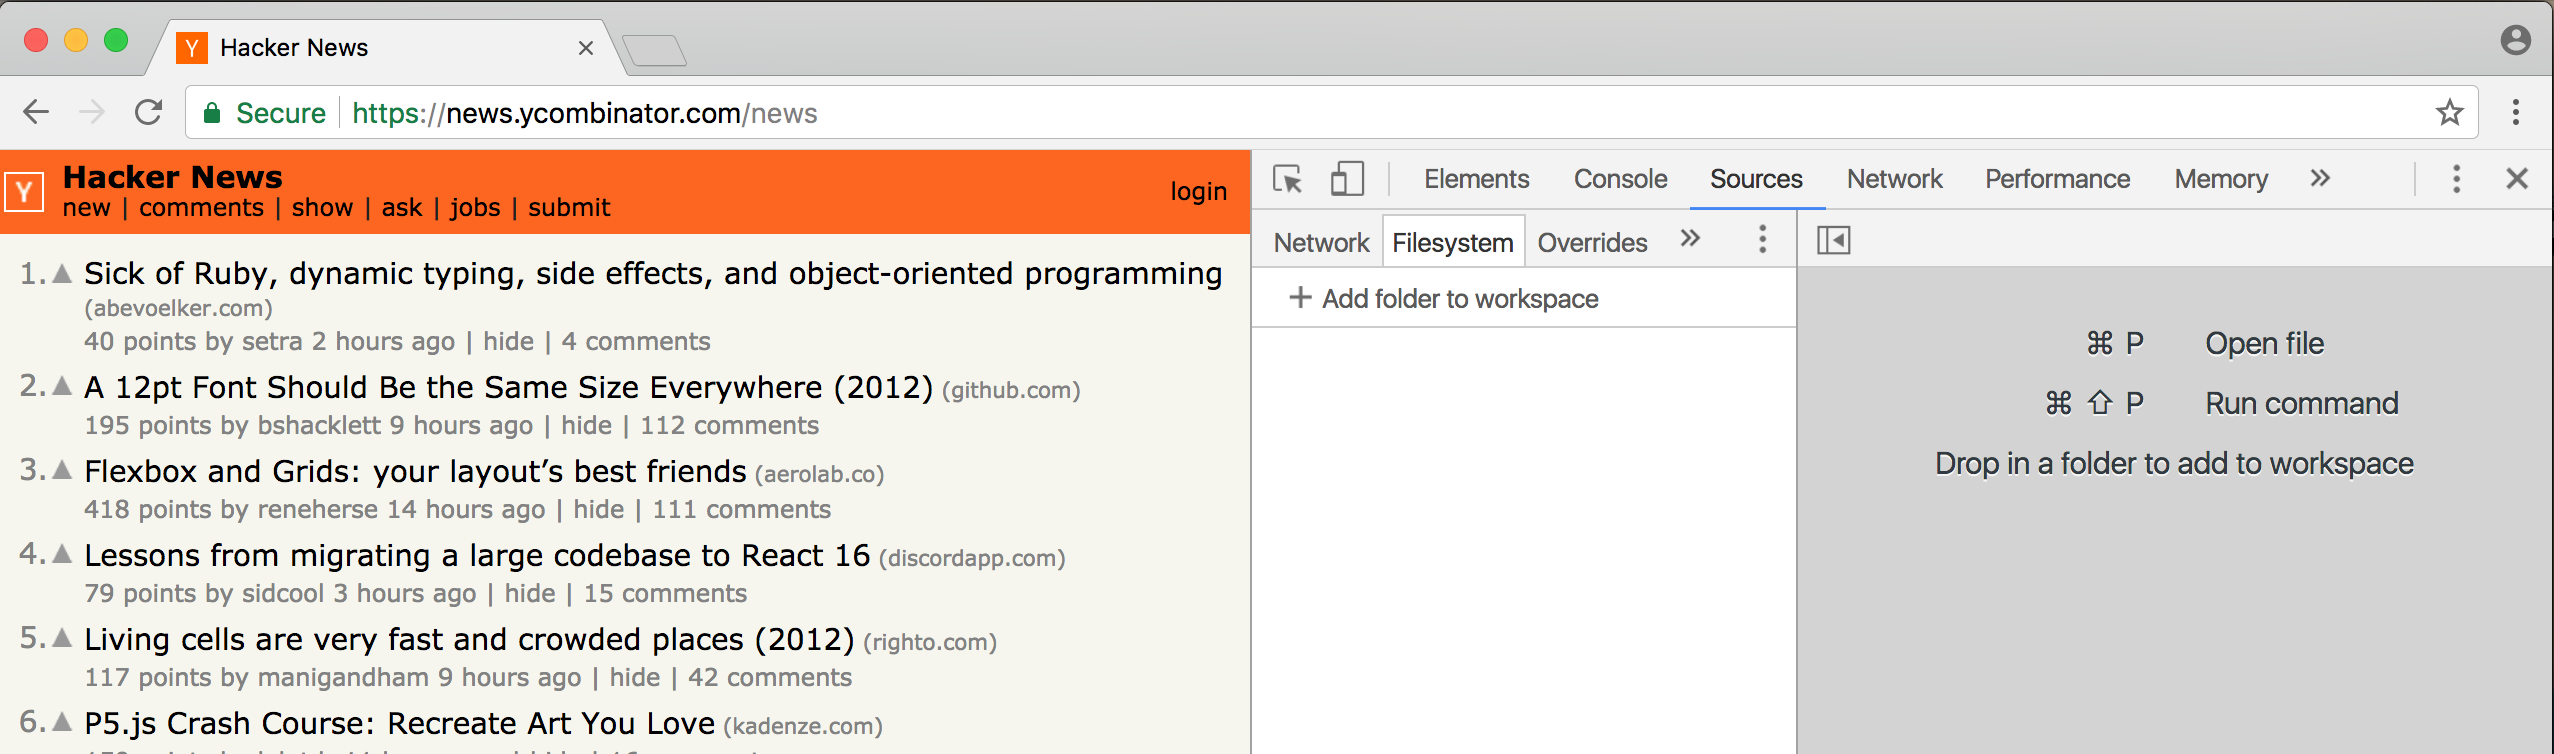 Y Hacker News
Secure https://news.ycombinator.com/news
Y
Hacker News
new | comments | show | ask | jobs | submit
login
1. Sick of Ruby, dynamic typing, side effects, and object-oriented programming
(abevoelker.com)
40 points by setra 2 hours ago | hide | 4 comments
2. A 12pt Font Should Be the Same Size Everywhere (2012) (github.com)
195 points by bshacklett 9 hours ago | hide | 112 comments
3. Flexbox and Grids: your layout’s best friends (aerolab.co)
418 points by reneherse 14 hours ago | hide | 111 comments
4. Lessons from migrating a large codebase to React 16 (discordapp.com)
79 points by sidcool 3 hours ago | hide | 15 comments
5. Living cells are very fast and crowded places (2012) (righto.com)
117 points by manigandham 9 hours ago | hide | 42 comments
6. P5.js Crash Course: Recreate Art You Love (kadenze.com)
Elements Console Sources Network Performance Memory
Network Filesystem Overrides
+ Add folder to workspace
⌘ P Open file
⌘ ⇧ P Run command
Drop in a folder to add to workspace